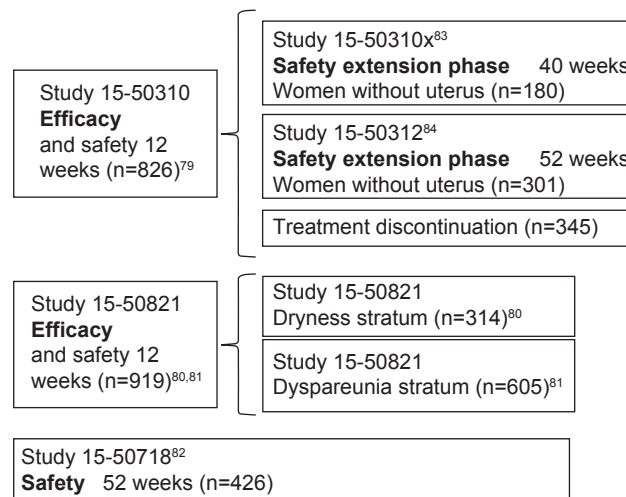 Study 15-50310
Efficacy
and safety 12
weeks (n=826)79
Study 15-50310x83
Safety extension phase 40 weeks
Women without uterus (n=180)
Study 15-5031284
Safety extension phase 52 weeks
Women without uterus (n=301)
Treatment discontinuation (n=345)
Study 15-50821
Efficacy
and safety 12
weeks (n=919)80,81
Study 15-50821
Dryness stratum (n=314)80
Study 15-50821
Dyspareunia stratum (n=605)81
Study 15-5071882
Safety 52 weeks (n=426)